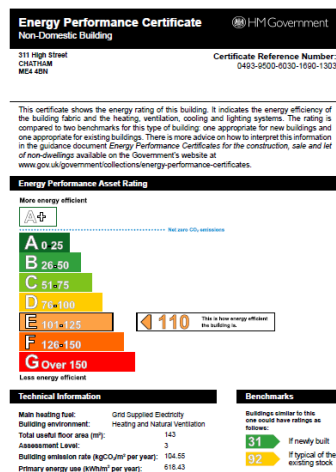 Energy Performance Certificate
HM Government
Non-Domestic Building
311 High Street
CHATHAM
ME4 4BN
Certificate Reference Number:
0493-9500-6030-1690-1303
This certificate shows the energy rating of this building. It indicates the energy efficiency of
the building fabric and the heating, ventilation, cooling and lighting systems. The rating is
compared to two benchmarks for this type of building: one appropriate for new buildings and
one appropriate for existing buildings. There is more advice on how to interpret this information
in the guidance document Energy Performance Certificates for the construction, sale and let
of non-dwellings available on the Government's website at
www.gov.uk/government/collections/energy-performance-certificates.
Energy Performance Asset Rating
More energy efficient
A+
Net zero CO₂ emissions
A 0-25
B 26-50
C 51-75
D 76-100
E 101-125
110 This is how energy efficient
the building is.
F 126-150
G Over 150
Less energy efficient
Technical Information
Main heating fuel: Grid Supplied Electricity
Building environment: Heating and Natural Ventilation
Total useful floor area (m²): 143
Assessment Level: 3
Building emission rate (kgCO₂/m² per year): 104.55
Primary energy use (kWh/m² per year): 618.43
Benchmarks
Buildings similar to this
one could have ratings as
follows:
31 If newly built
92 If typical of the
existing stock